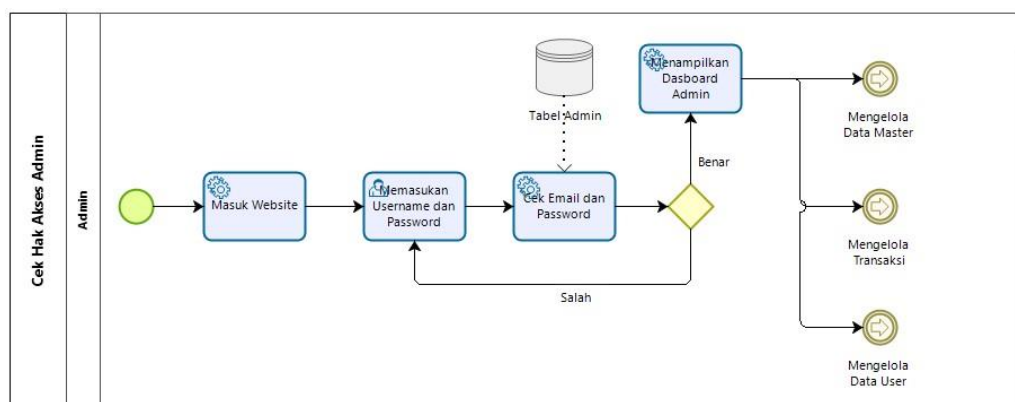 Cek Hak Akses Admin
Admin
Masuk Website
Memasukan
Username dan
Password
Tabel Admin
Cek Email dan
Password
Benar
Salah
Menampilkan
Dasboard
Admin
Mengelola
Data Master
Mengelola
Transaksi
Mengelola
Data User